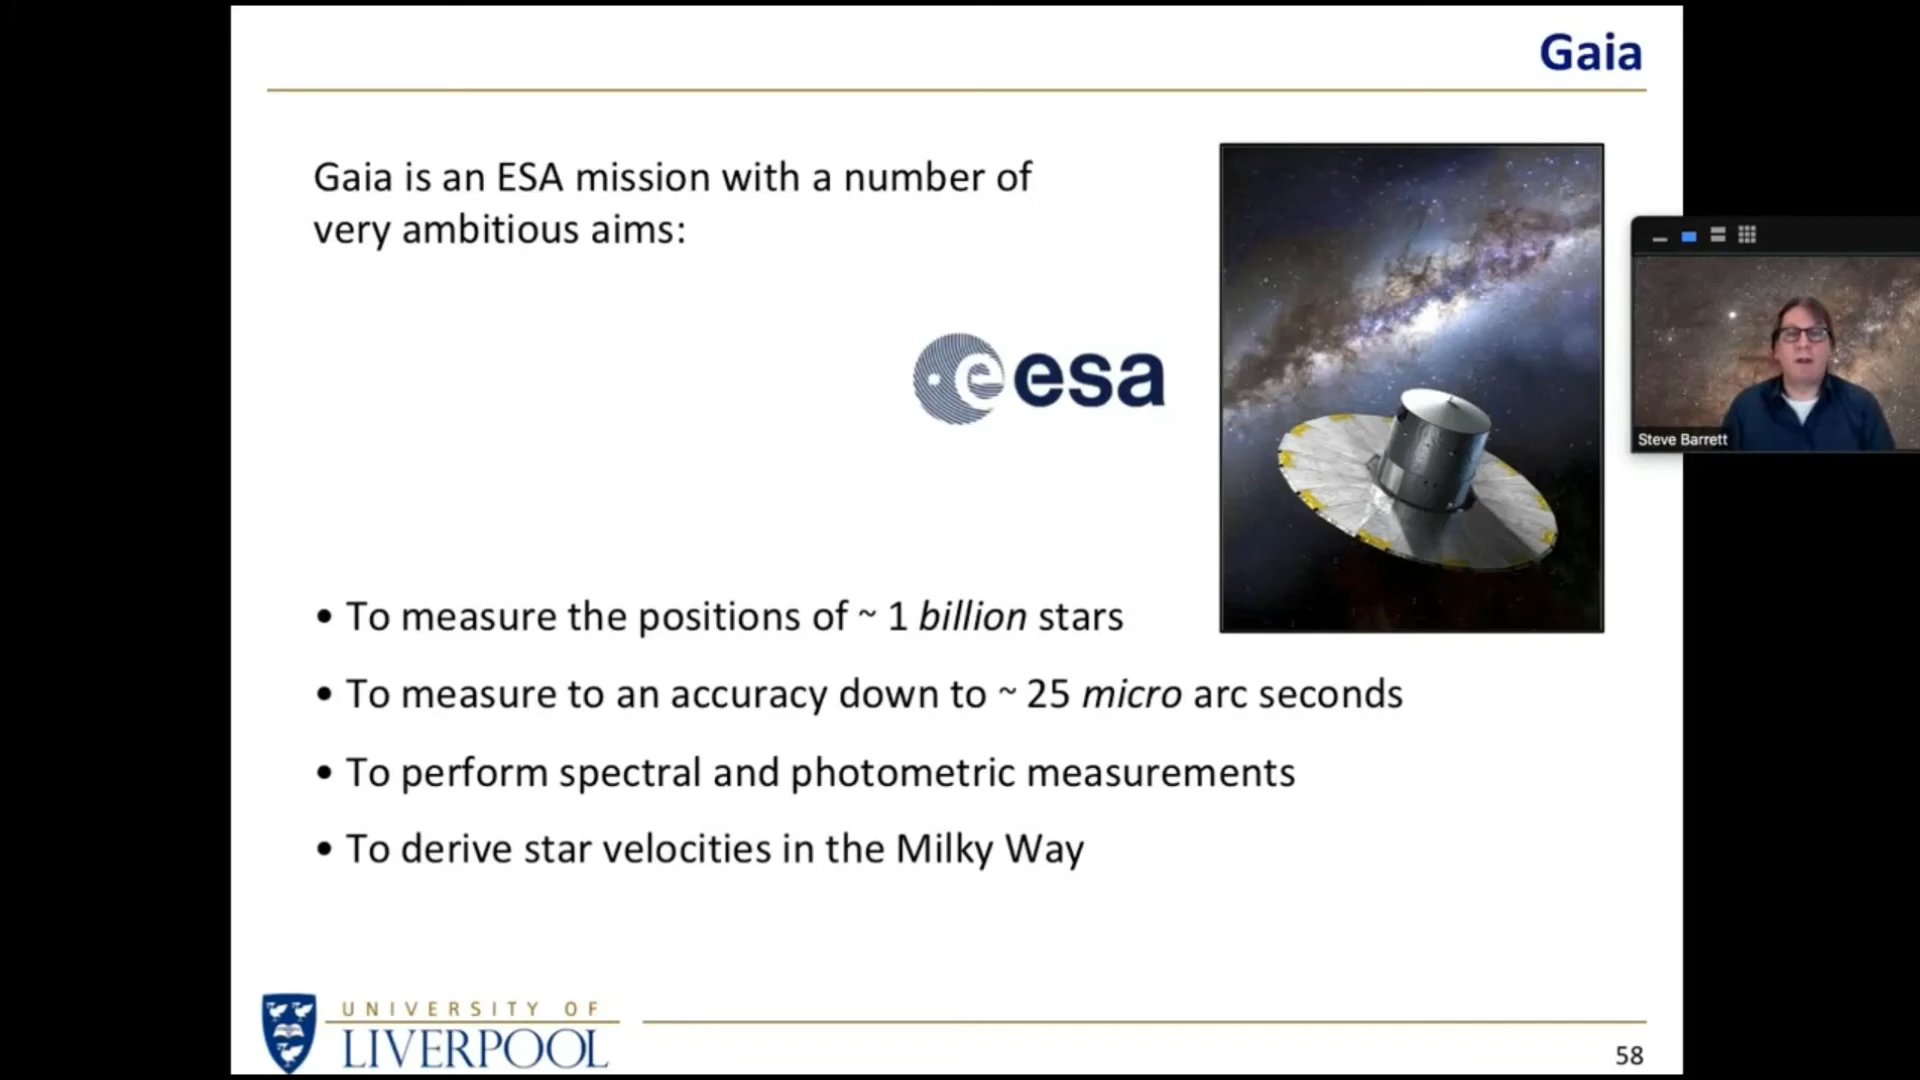 Gaia
Gaia is an ESA mission with a number of
very ambitious aims:
esa
Steve Barrett
• To measure the positions of ~ 1 billion stars
• To measure to an accuracy down to ~ 25 micro arc seconds
• To perform spectral and photometric measurements
• To derive star velocities in the Milky Way
UNIVERSITY OF
LIVERPOOL
58